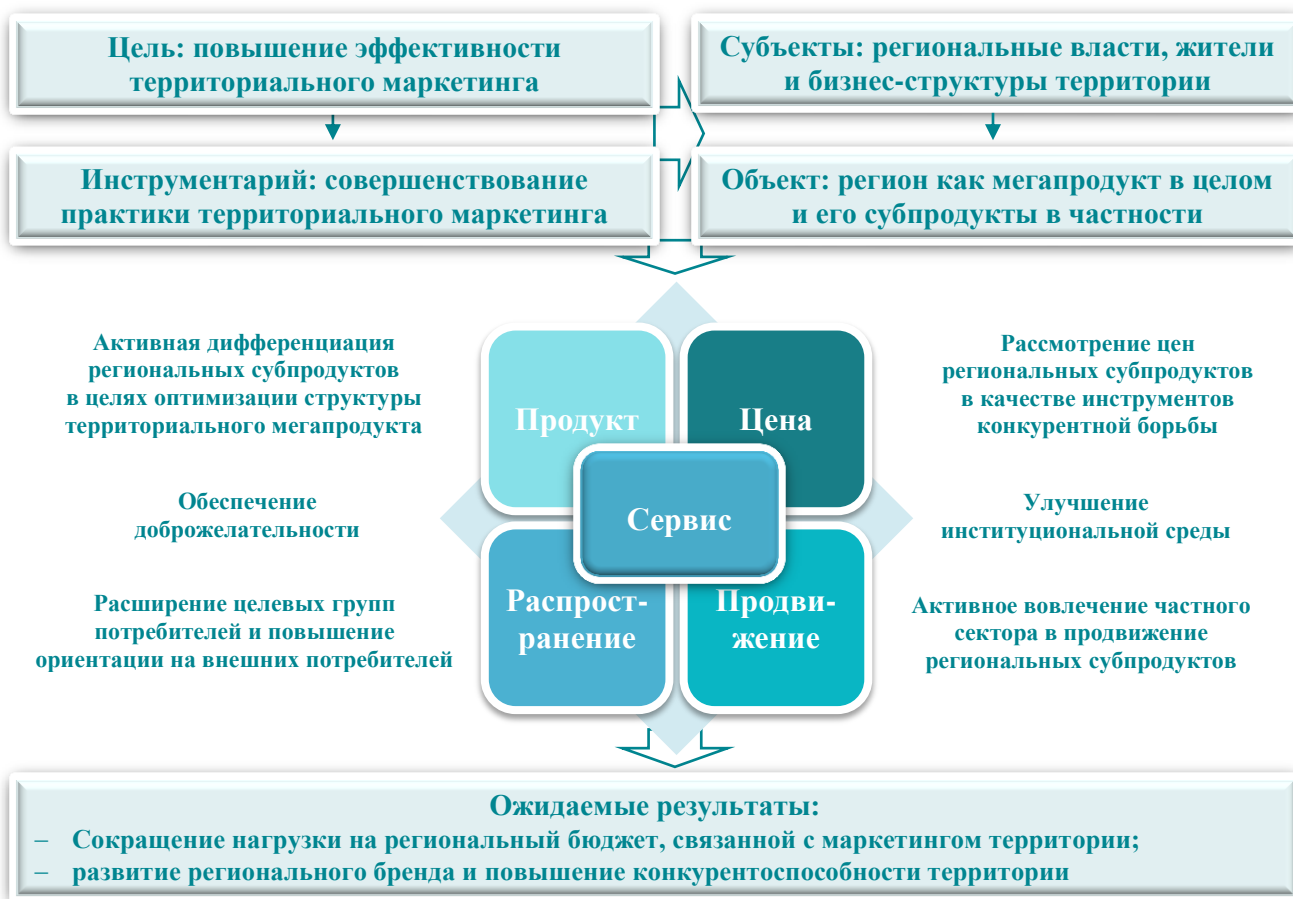 Цель: повышение эффективности
территориального маркетинга
Субъекты: региональные власти, жители
и бизнес-структуры территории
Инструментарий: совершенствование
практики территориального маркетинга
Объект: регион как мегапродукт в целом
и его субпродукты в частности
Активная дифференциация
региональных субпродуктов
в целях оптимизации структуры
территориального мегапродукта
Обеспечение
доброжелательности
Расширение целевых групп
потребителей и повышение
ориентации на внешних потребителей
Продукт
Цена
Сервис
Распрост-
ранение
Продви-
жение
Рассмотрение цен
региональных субпродуктов
в качестве инструментов
конкурентной борьбы
Улучшение
институциональной среды
Активное вовлечение частного
сектора в продвижение
региональных субпродуктов
Ожидаемые результаты:
– Сокращение нагрузки на региональный бюджет, связанной с маркетингом территории;
– развитие регионального бренда и повышение конкурентоспособности территории